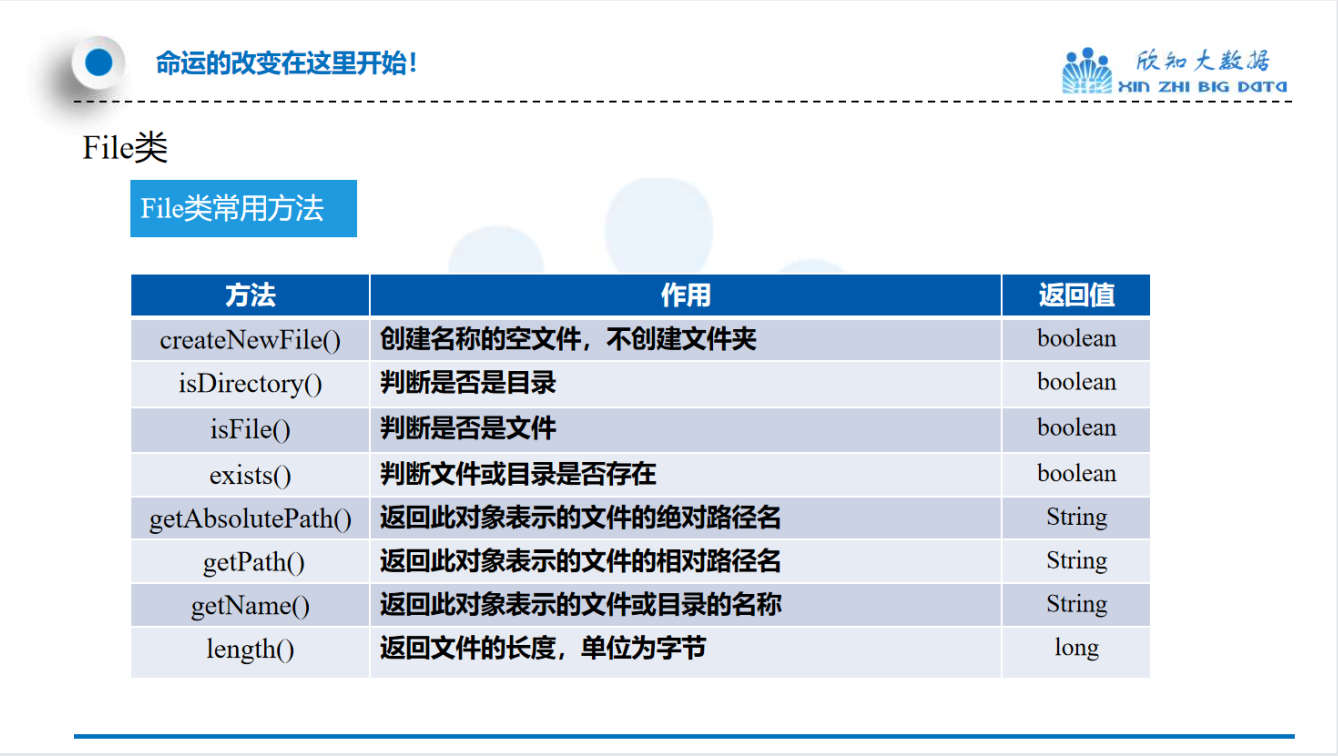 命运的改变在这里开始！
欣知大数据
XIN ZHI BIG DATA
File类
File类常用方法
方法 作用 返回值
createNewFile() 创建名称的空文件，不创建文件夹 boolean
isDirectory() 判断是否是目录 boolean
isFile() 判断是否是文件 boolean
exists() 判断文件或目录是否存在 boolean
getAbsolutePath() 返回此对象表示的文件的绝对路径名 String
getPath() 返回此对象表示的文件的相对路径名 String
getName() 返回此对象表示的文件或目录的名称 String
length() 返回文件的长度，单位为字节 long